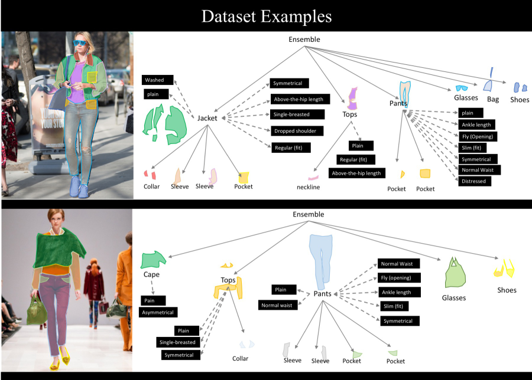 Dataset Examples
Ensemble
Washed
plain
Jacket
Symmetrical
Above-the-hip length
Single-breasted
Dropped shoulder
Regular (fit)
Tops
Plain
Regular (fit)
Above-the-hip length
Pants
plain
Ankle length
Fly (Opening)
Slim (fit)
Symmetrical
Normal Waist
Distressed
Glasses
Bag
Shoes
Collar
Sleeve
Sleeve
Pocket
neckline
Pocket
Pocket
Ensemble
Cape
Pain
Asymmetrical
Tops
Plain
Single-breasted
Symmetrical
Collar
Plain
Normal waist
Pants
Normal Waist
Fly (opening)
Ankle length
Slim (fit)
Symmetrical
Sleeve
Sleeve
Pocket
Pocket
Glasses
Shoes